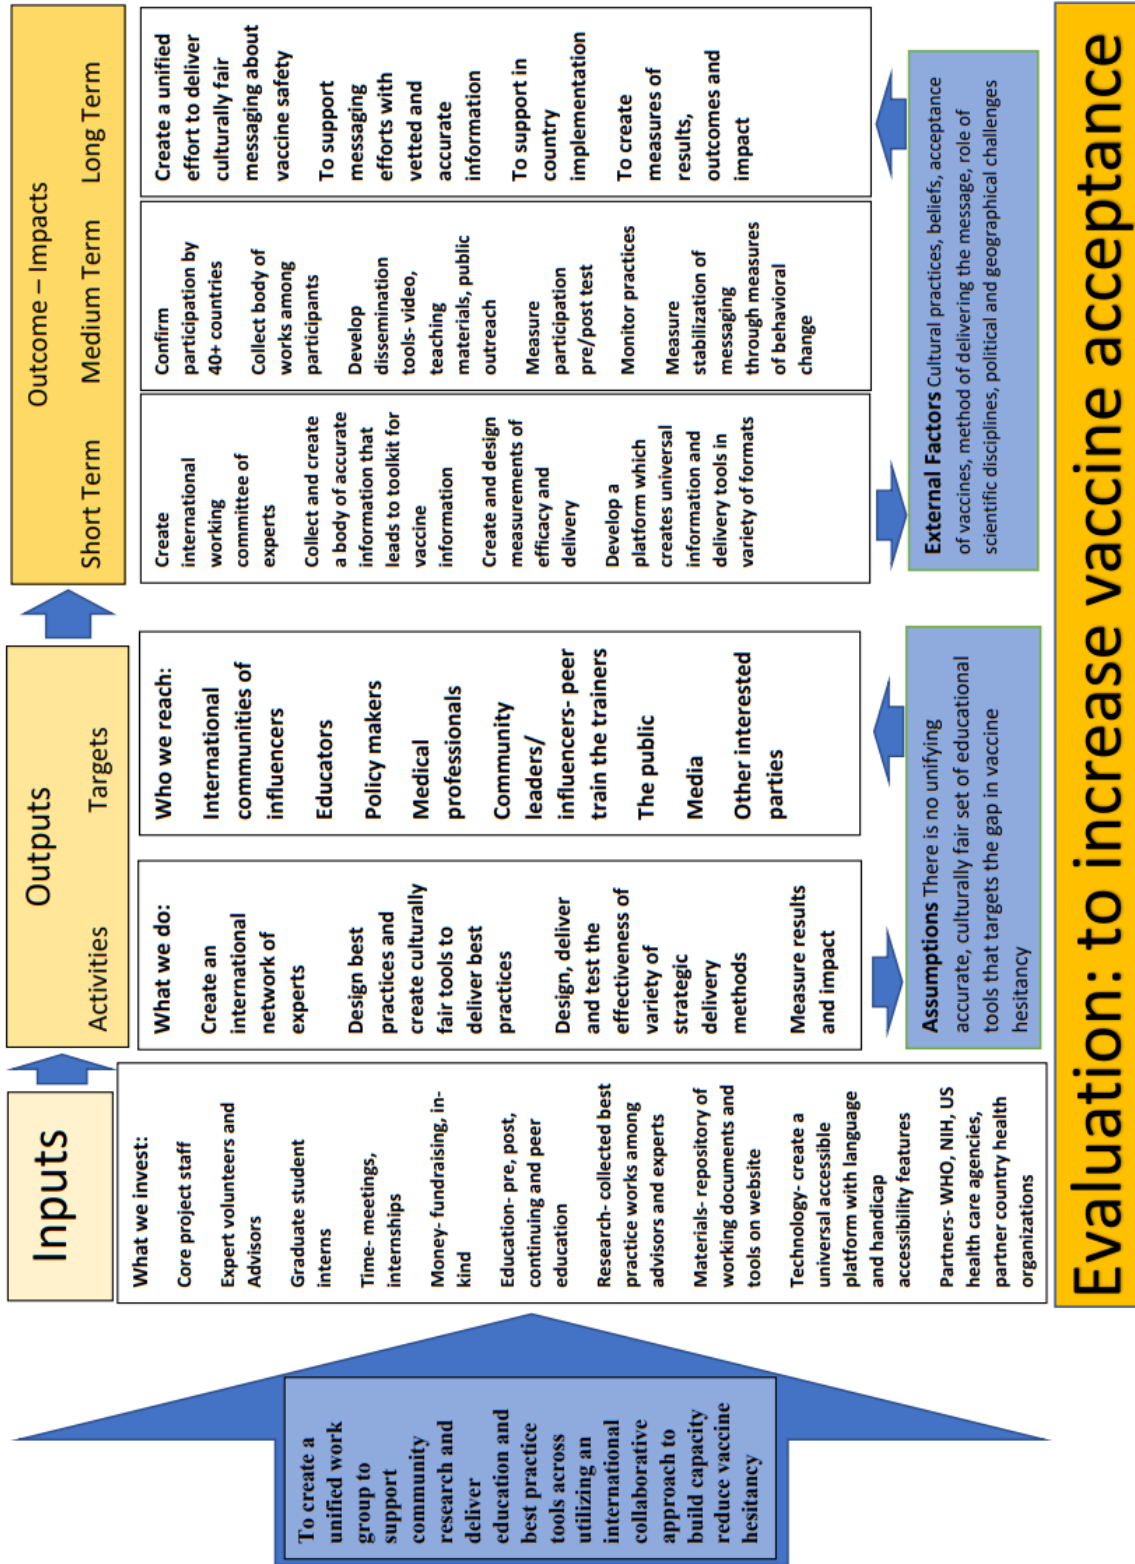 To create a
unified work
group to
support
community
research and
deliver
education and
best practice
tools across
utilizing an
international
collaborative
approach to
build capacity
reduce vaccine
hesitancy
Inputs
What we invest:
Core project staff
Expert volunteers and
Advisors
Graduate student
interns
Time- meetings,
internships
Money- fundraising, in-
kind
Education- pre, post,
continuing and peer
education
Research- collected best
practice works among
advisors and experts
Materials- repository of
working documents and
tools on website
Technology- create a
universal accessible
platform with language
and handicap
accessibility features
Partners- WHO, NIH, US
health care agencies,
partner country health
organizations
Outputs
Activities Targets
What we do:
Create an
international
network of
experts
Design best
practices and
create culturally
fair tools to
deliver best
practices
Design, deliver
and test the
effectiveness of
variety of
strategic
delivery
methods
Measure results
and impact
Who we reach:
International
communities of
influencers
Educators
Policy makers
Medical
professionals
Community
leaders/
influencers- peer
train the trainers
The public
Media
Other interested
parties
Outcome – Impacts
Short Term Medium Term Long Term
Create
international
working
committee of
experts
Collect and create
a body of accurate
information that
leads to toolkit for
vaccine
information
Create and design
measurements of
efficacy and
delivery
Develop a
platform which
creates universal
information and
delivery tools in
variety of formats
Confirm
participation by
40+ countries
Collect body of
works among
participants
Develop
dissemination
tools- video,
teaching
materials, public
outreach
Measure
participation
pre/post test
Monitor practices
Measure
stabilization of
messaging
through measures
of behavioral
change
Create a unified
effort to deliver
culturally fair
messaging about
vaccine safety
To support
messaging
efforts with
vetted and
accurate
information
To support in
country
implementation
To create
measures of
results,
outcomes and
impact
Assumptions There is no unifying
accurate, culturally fair set of educational
tools that targets the gap in vaccine
hesitancy
External Factors Cultural practices, beliefs, acceptance
of vaccines, method of delivering the message, role of
scientific disciplines, political and geographical challenges
Evaluation: to increase vaccine acceptance